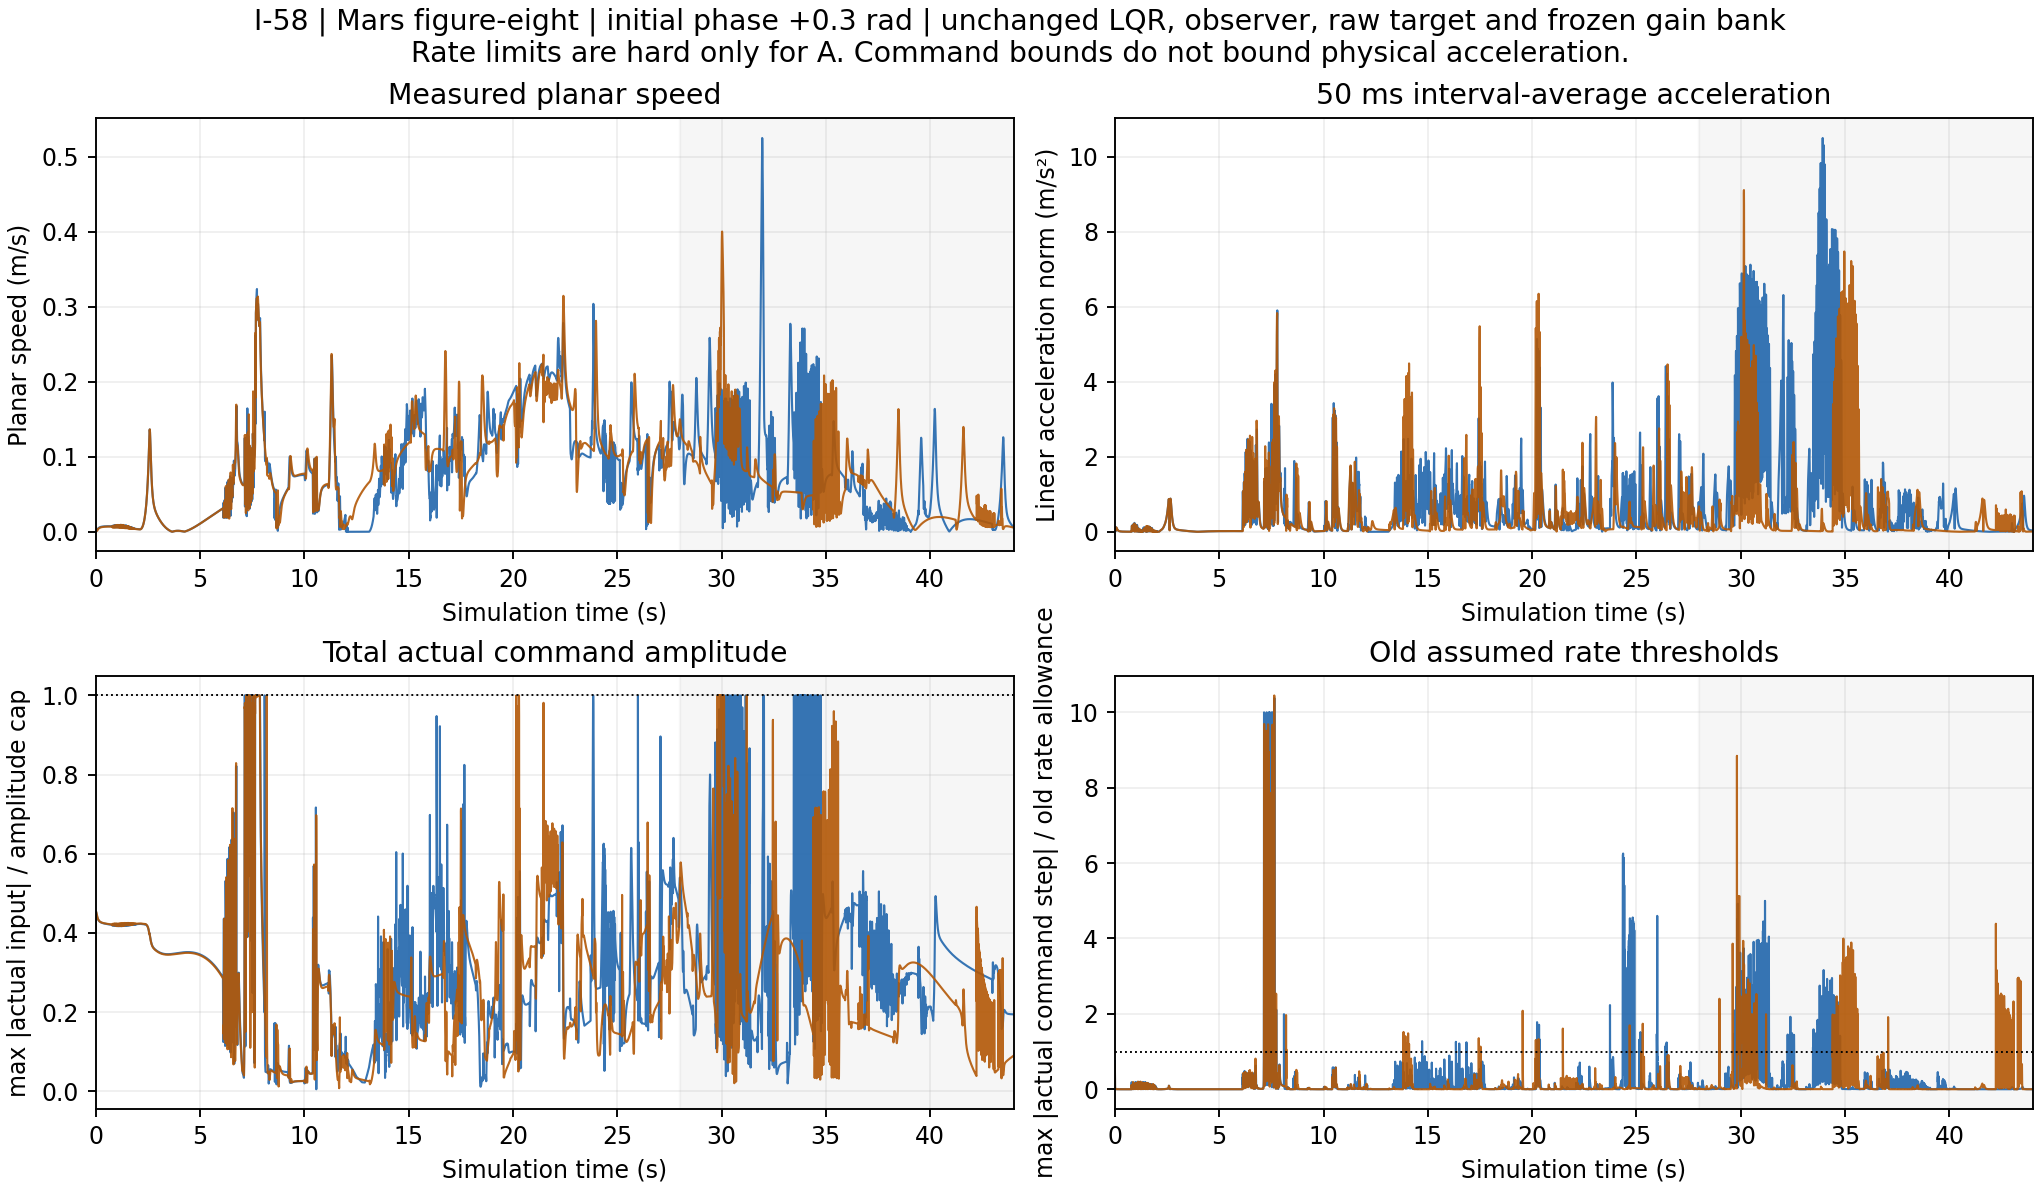 I-58 | Mars figure-eight | initial phase +0.3 rad | unchanged LQR, observer, raw target and frozen gain bank
Rate limits are hard only for A. Command bounds do not bound physical acceleration.
Measured planar speed
Planar speed (m/s)
0.5
0.4
0.3
0.2
0.1
0.0
0 5 10 15 20 25 30 35 40
Simulation time (s)
50 ms interval-average acceleration
Linear acceleration norm (m/s²)
10
8
6
4
2
0
0 5 10 15 20 25 30 35 40
Simulation time (s)
Total actual command amplitude
max |actual input| / amplitude cap
1.0
0.8
0.6
0.4
0.2
0.0
0 5 10 15 20 25 30 35 40
Simulation time (s)
Old assumed rate thresholds
max |actual command step| / old rate allowance
10
8
6
4
2
0
0 5 10 15 20 25 30 35 40
Simulation time (s)